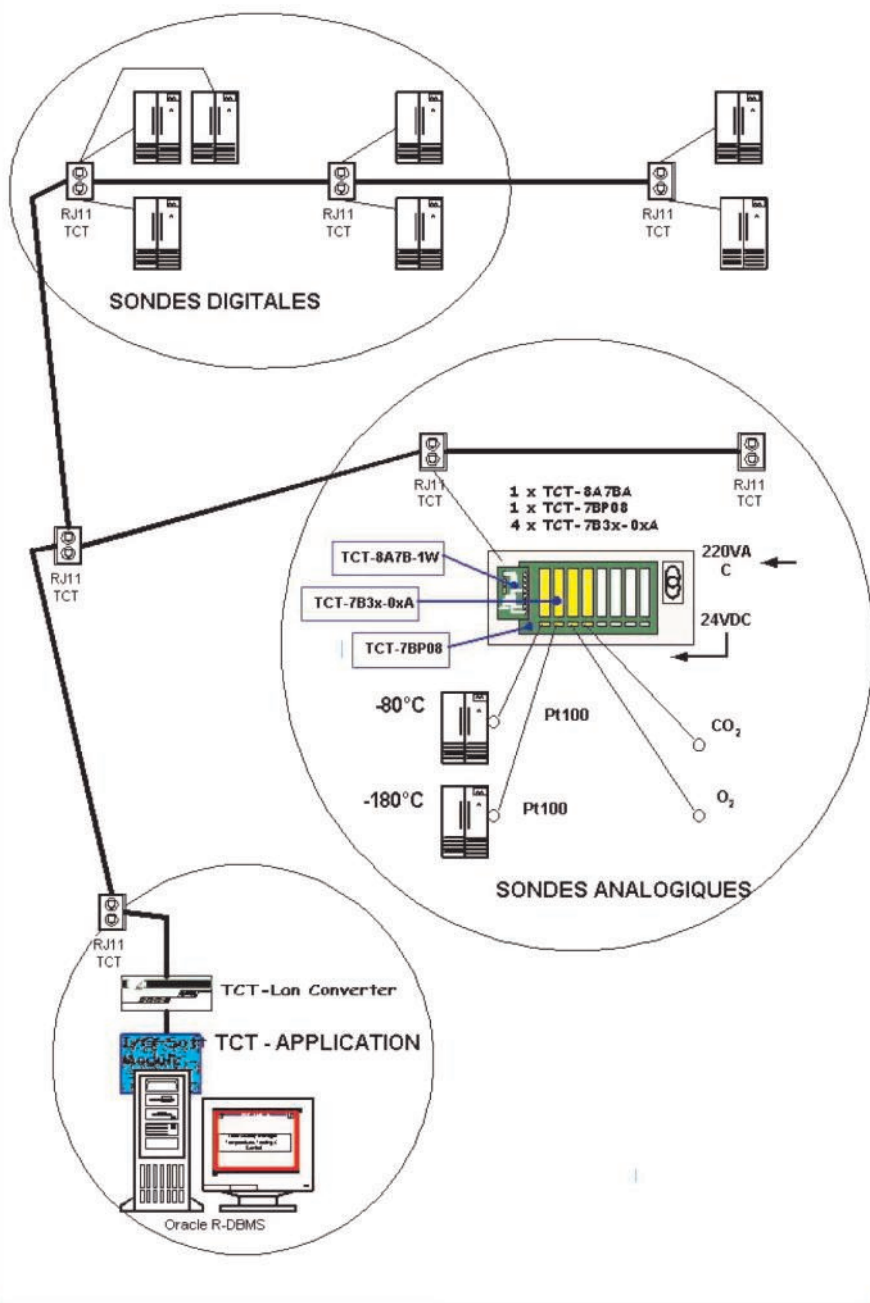 RJ11
TCT
RJ11
TCT
RJ11
TCT
SONDES DIGITALES
RJ11
TCT
RJ11
TCT
1 x TCT-8A7BA
1 x TCT-7BP08
4 x TCT-7B3x-0xA
RJ11
TCT
TCT-8A7B-1W
TCT-7B3x-0xA
TCT-7BP08
220VA
C
24VDC
-80°C
Pt100
CO2
-180°C
Pt100
O2
SONDES ANALOGIQUES
RJ11
TCT
TCT-Lan Converter
TCT - APPLICATION
Oracle R-DBMS